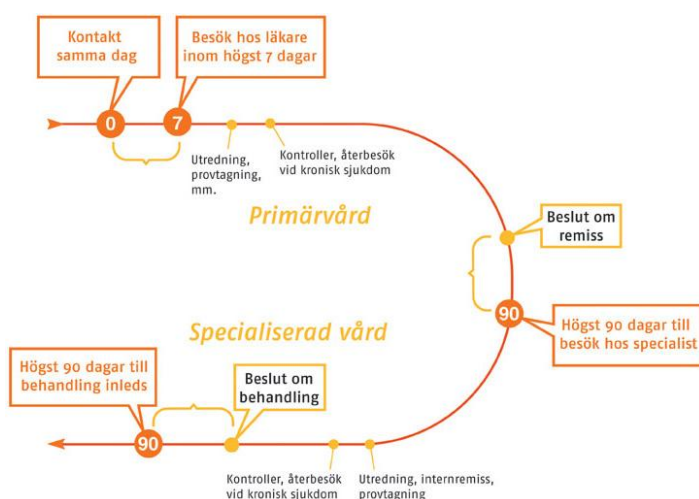 Kontakt
samma dag
Besök hos läkare
inom högst 7 dagar
0
7
Utredning,
provtagning,
mm.
Kontroller, återbesök
vid kronisk sjukdom
Primärvård
Beslut om
remiss
90
Högst 90 dagar till
besök hos specialist
Specialiserad vård
Högst 90 dagar till
behandling inleds
Beslut om
behandling
90
Kontroller, återbesök
vid kronisk sjukdom
Utredning, internremiss,
provtagning